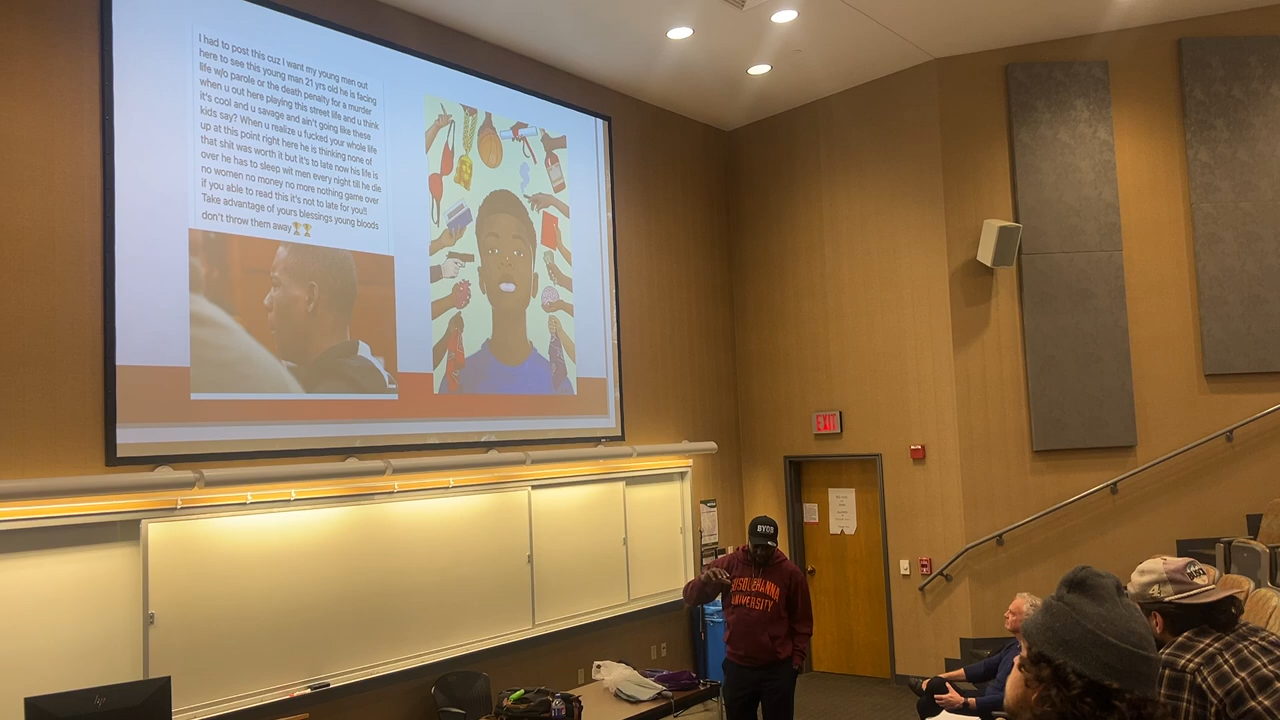 I had to post this cuz I want my young men out
here to see this young man 21 yrs old he is facing
life w/o parole or the death penalty for a murder
when u out here playing this street life and u think
it's cool and u savage and ain't going like these
kids say? When u realize u fucked your whole life
up at this point right here he is thinking none of
that shit was worth it but it's to late now his life is
over he has to sleep wit men every night till he die
no women no money no more nothing game over
if you able to read this it's not to late for you!!
Take advantage of yours blessings young bloods
don't throw them away🏆🏆
EXIT
BYOB
SUSQUEHANNA
UNIVERSITY
hp
4